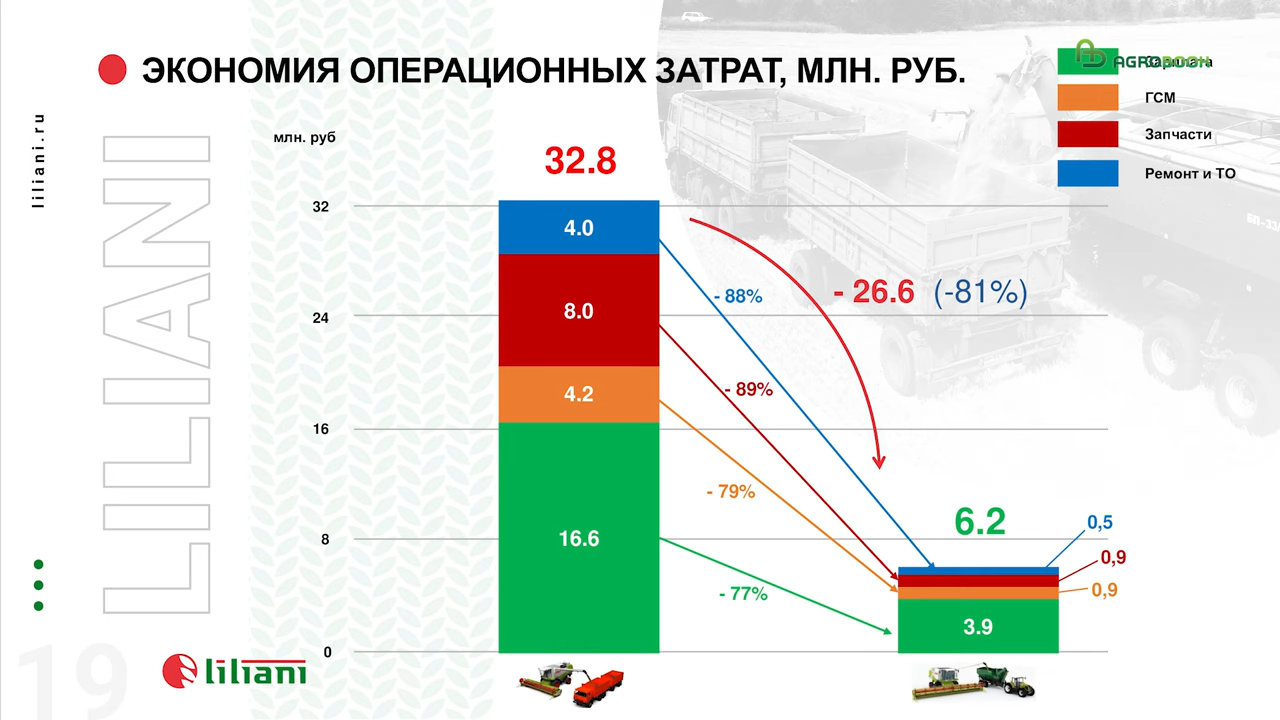 ЭКОНОМИЯ ОПЕРАЦИОННЫХ ЗАТРАТ, МЛН. РУБ.
AGROBOOK
ГСМ
Запчасти
Ремонт и ТО
liliani.ru
LILIANI
млн. руб
32.8
32
4.0
- 88%
- 26.6 (-81%)
8.0
24
- 89%
4.2
16
- 79%
6.2
0,5
16.6
8
0,9
0,9
- 77%
3.9
0
19
liliani